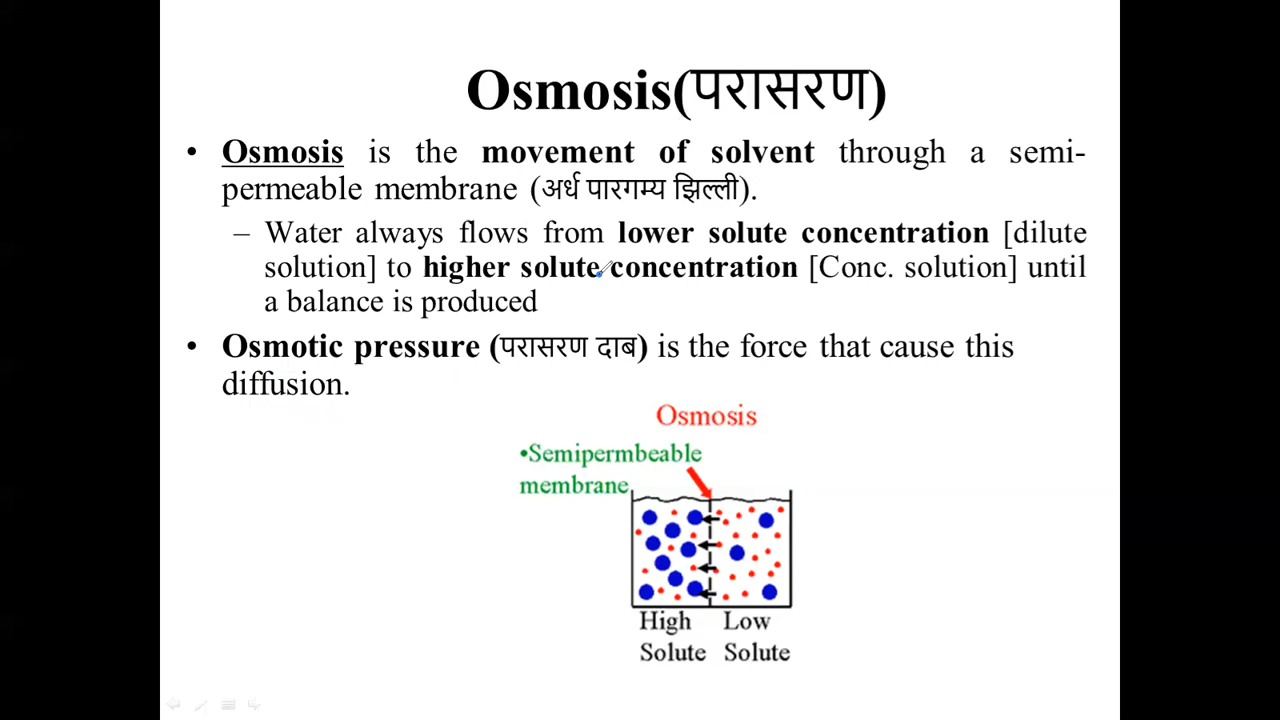 Osmosis(परासरण)
• Osmosis is the movement of solvent through a semi-
permeable membrane (अर्ध पारगम्य झिल्ली).
– Water always flows from lower solute concentration [dilute
solution] to higher solute concentration [Conc. solution] until
a balance is produced
• Osmotic pressure (परासरण दाब) is the force that cause this
diffusion.
Osmosis
•Semipermbeable
membrane
High
Solute
Low
Solute